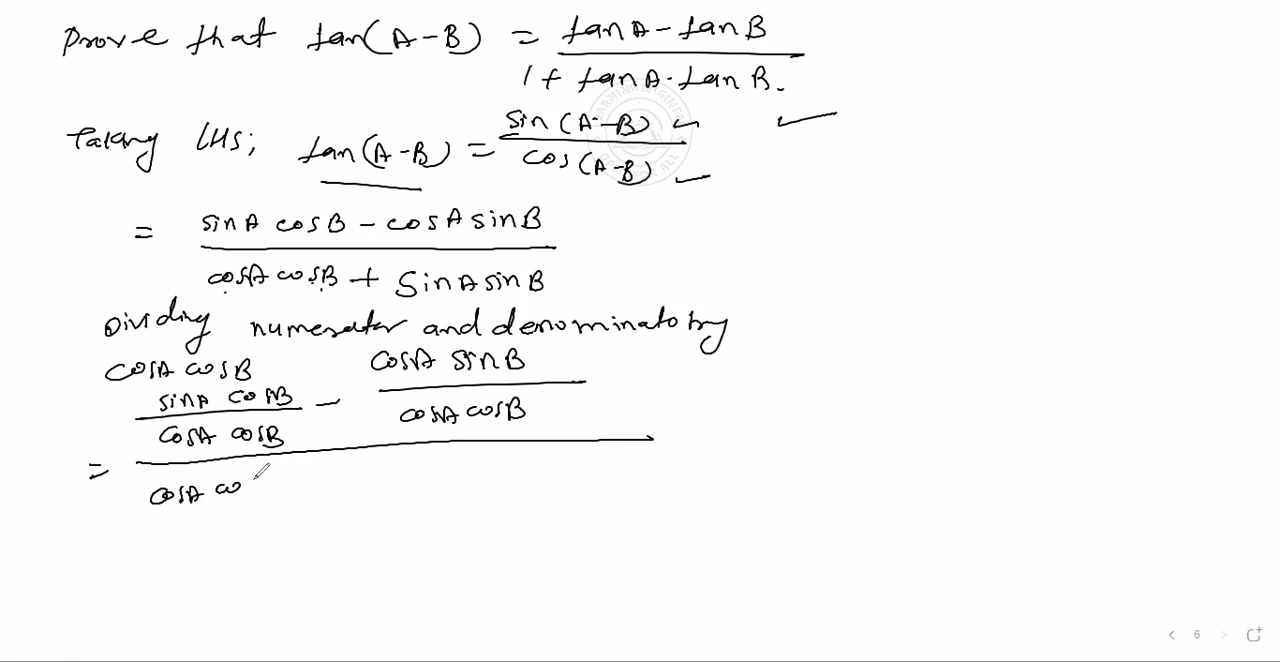 Prove that tan(A-B) = tanA - tanB
1 + tanA · tanB.
Taking LHS; tan(A-B) = sin(A-B)
cos(A-B)
= sinA cosB - cosA sinB
cosA cosB + sinA sinB
Dividing numerator and denominator by
cosA cosB
sinA cosB - cosA sinB
cosA cosB cosA cosB
=
cosA co
6